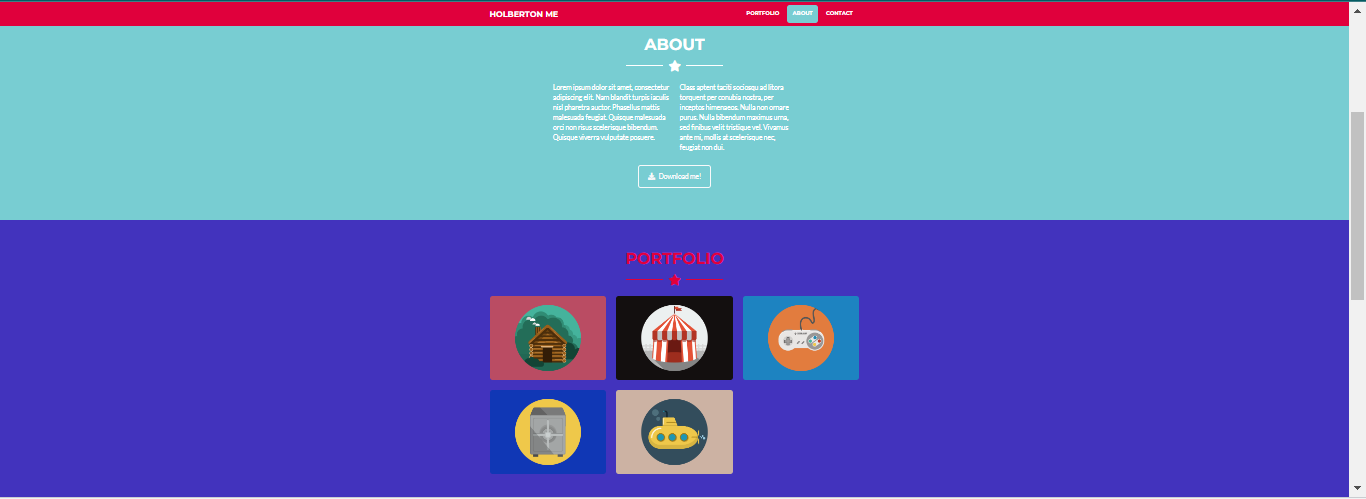 HOLBERTON ME
PORTFOLIO
ABOUT
CONTACT
ABOUT
Lorem ipsum dolor sit amet, consectetur
adipiscing elit. Nam blandit turpis iaculis
nisl pharetra auctor. Phasellus mattis
malesuada feugiat. Quisque malesuada
orci non risus scelerisque bibendum.
Quisque viverra vulputate posuere.
Class aptent taciti sociosqu ad litora
torquent per conubia nostra, per
inceptos himenaeos. Nulla non ornare
purus. Nulla bibendum maximus urna,
sed finibus velit tristique vel. Vivamus
ante mi, mollis at scelerisque nec,
feugiat non dui.
Download me!
PORTFOLIO